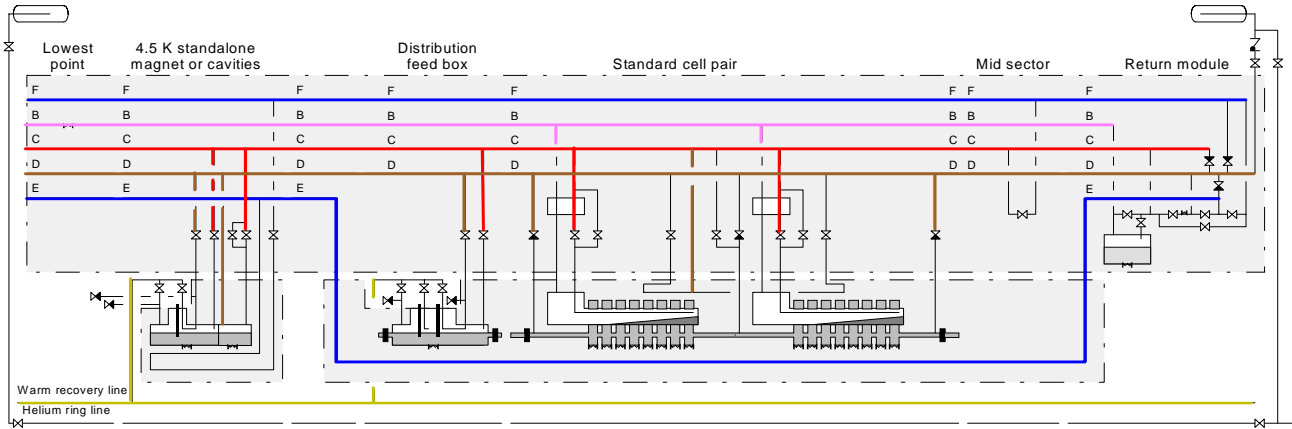 Lowest point
4.5 K standalone magnet or cavities
Distribution feed box
Standard cell pair
Mid sector
Return module
F F F F F F F F
B B B B B B B B
C C C C C C C C
D D D D D D D D
E E E E
Warm recovery line
Helium ring line